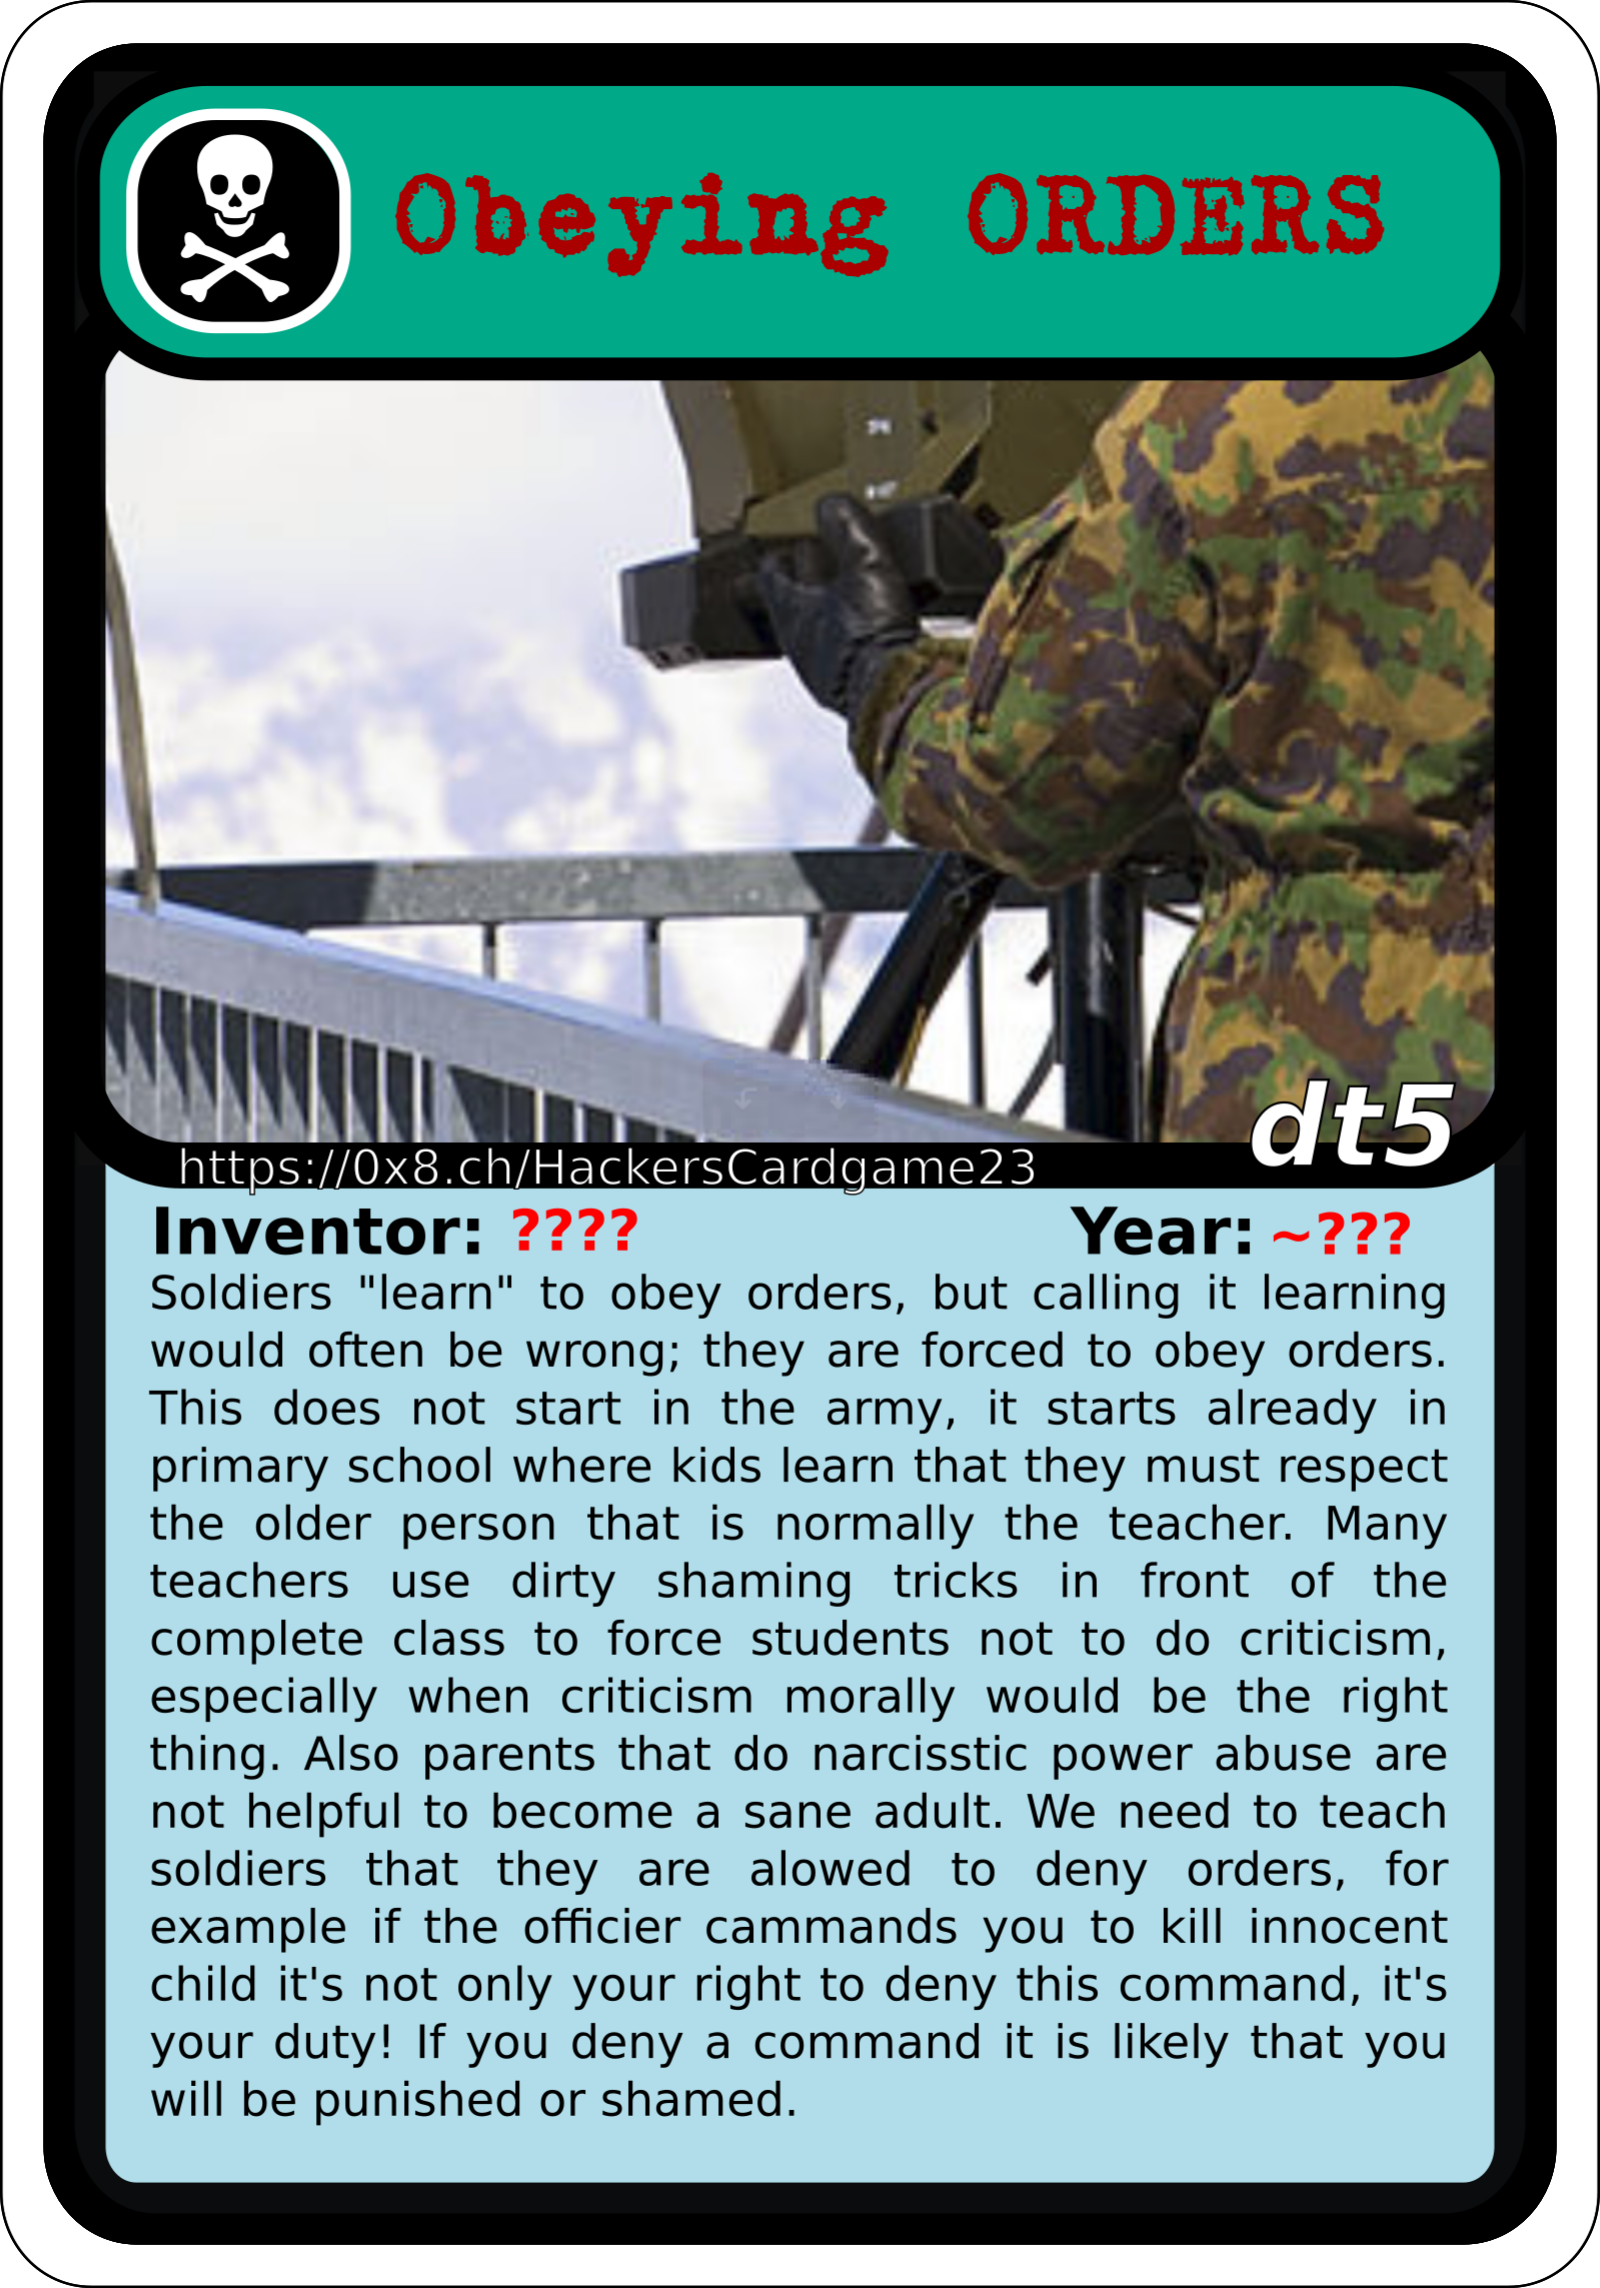 Obeying ORDERS
dt5
https://0x8.ch/HackersCardgame23
Inventor: ???? Year: ~???
Soldiers "learn" to obey orders, but calling it learning
would often be wrong; they are forced to obey orders.
This does not start in the army, it starts already in
primary school where kids learn that they must respect
the older person that is normally the teacher. Many
teachers use dirty shaming tricks in front of the
complete class to force students not to do criticism,
especially when criticism morally would be the right
thing. Also parents that do narcisstic power abuse are
not helpful to become a sane adult. We need to teach
soldiers that they are alowed to deny orders, for
example if the officier cammands you to kill innocent
child it's not only your right to deny this command, it's
your duty! If you deny a command it is likely that you
will be punished or shamed.